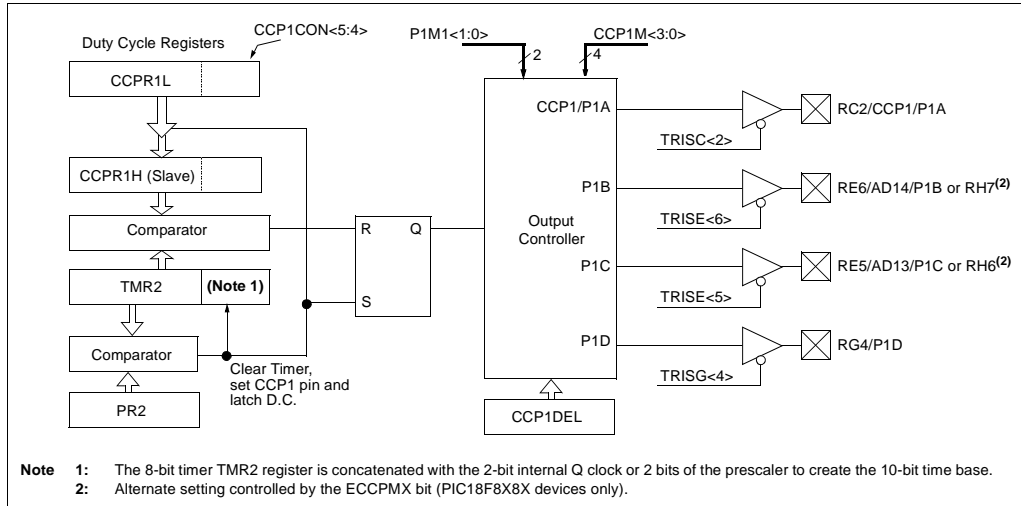 Duty Cycle Registers
CCP1CON<5:4>
CCPR1L
CCPR1H (Slave)
Comparator
TMR2
(Note 1)
Comparator
PR2
Clear Timer,
set CCP1 pin and
latch D.C.
R
Q
S
P1M1<1:0>
2
CCP1M<3:0>
4
CCP1/P1A
P1B
Output
Controller
P1C
P1D
CCP1DEL
TRISC<2>
RC2/CCP1/P1A
TRISE<6>
RE6/AD14/P1B or RH7(2)
TRISE<5>
RE5/AD13/P1C or RH6(2)
TRISG<4>
RG4/P1D
Note 1: The 8-bit timer TMR2 register is concatenated with the 2-bit internal Q clock or 2 bits of the prescaler to create the 10-bit time base.
2: Alternate setting controlled by the ECCPMX bit (PIC18F8X8X devices only).